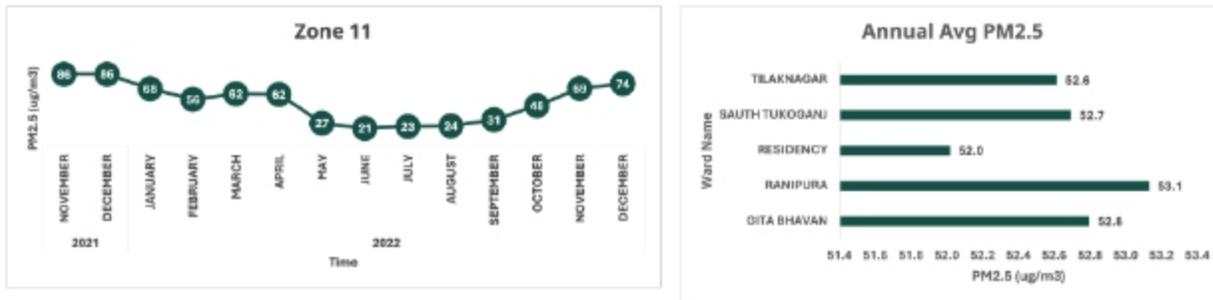 Zone 11
PM2.5 (ug/m3)
86
86
68
56
62
62
27
21
23
24
31
48
69
74
NOVEMBER
DECEMBER
JANUARY
FEBRUARY
MARCH
APRIL
MAY
JUNE
JULY
AUGUST
SEPTEMBER
OCTOBER
NOVEMBER
DECEMBER
2021
2022
Time
Annual Avg PM2.5
Ward Name
TILAKNAGAR
52.6
SAUTH TUKOGANJ
52.7
RESIDENCY
52.0
RANIPURA
53.1
GITA BHAVAN
52.8
51.4 51.6 51.8 52.0 52.2 52.4 52.6 52.8 53.0 53.2 53.4
PM2.5 (ug/m3)